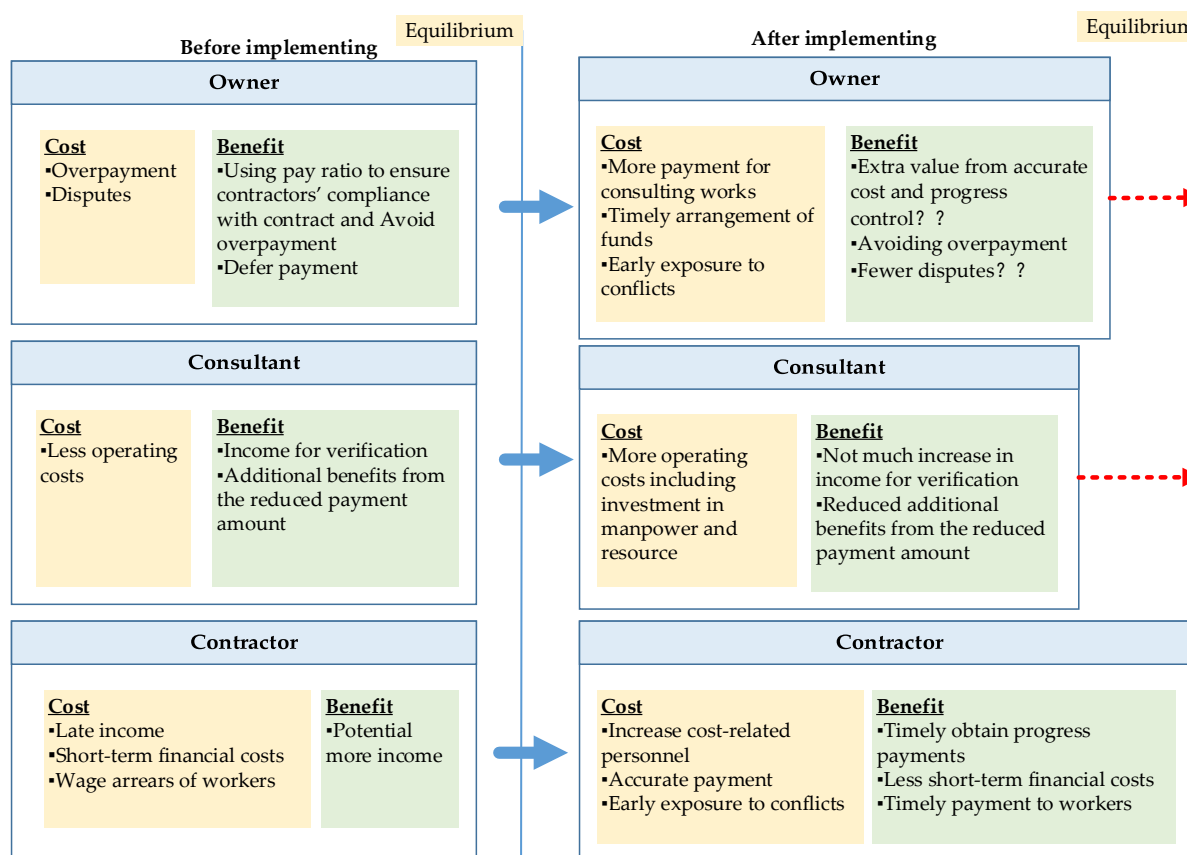 Before implementing
Equilibrium
After implementing
Equilibrium
Owner
Cost
▪Overpayment
▪Disputes
Benefit
▪Using pay ratio to ensure
contractors’ compliance
with contract and Avoid
overpayment
▪Defer payment
Owner
Cost
▪More payment for
consulting works
▪Timely arrangement of
funds
▪Early exposure to
conflicts
Benefit
▪Extra value from accurate
cost and progress
control？？
▪Avoiding overpayment
▪Fewer disputes？？
Consultant
Cost
▪Less operating
costs
Benefit
▪Income for verification
▪Additional benefits from
the reduced payment
amount
Consultant
Cost
▪More operating
costs including
investment in
manpower and
resource
Benefit
▪Not much increase in
income for verification
▪Reduced additional
benefits from the reduced
payment amount
Contractor
Cost
▪Late income
▪Short-term financial costs
▪Wage arrears of workers
Benefit
▪Potential
more income
Contractor
Cost
▪Increase cost-related
personnel
▪Accurate payment
▪Early exposure to conflicts
Benefit
▪Timely obtain progress
payments
▪Less short-term financial costs
▪Timely payment to workers